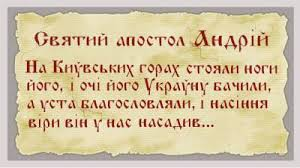 Святий апостол Андрій
На Київських горах стояли ноги
його, і очі його Україну бачили,
а уста благословляли, і насіння
віри він у нас насадив...